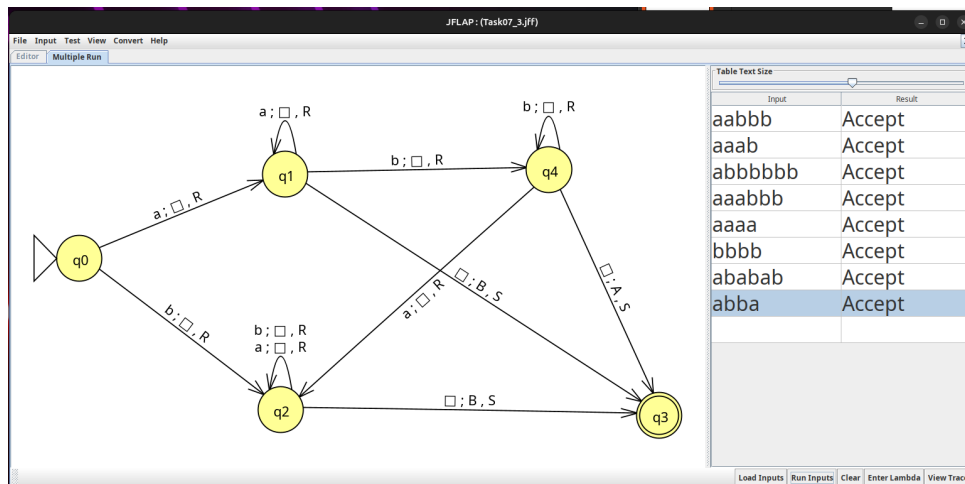 JFLAP : (Task07_3.jff)
File Input Test View Convert Help
Editor Multiple Run
a ; □ , R
b ; □ , R
q1
q4
b ; □ , R
a ; □ , R
q0
□ ; B , S
□ ; A , S
a ; □ , R
b ; □ , R
b ; □ , R
a ; □ , R
q2
□ ; B , S
q3
Table Text Size
Input Result
aabbb Accept
aaab Accept
abbbbbb Accept
aaabbb Accept
aaaa Accept
bbbb Accept
ababab Accept
abba Accept
Load Inputs Run Inputs Clear Enter Lambda View Trace